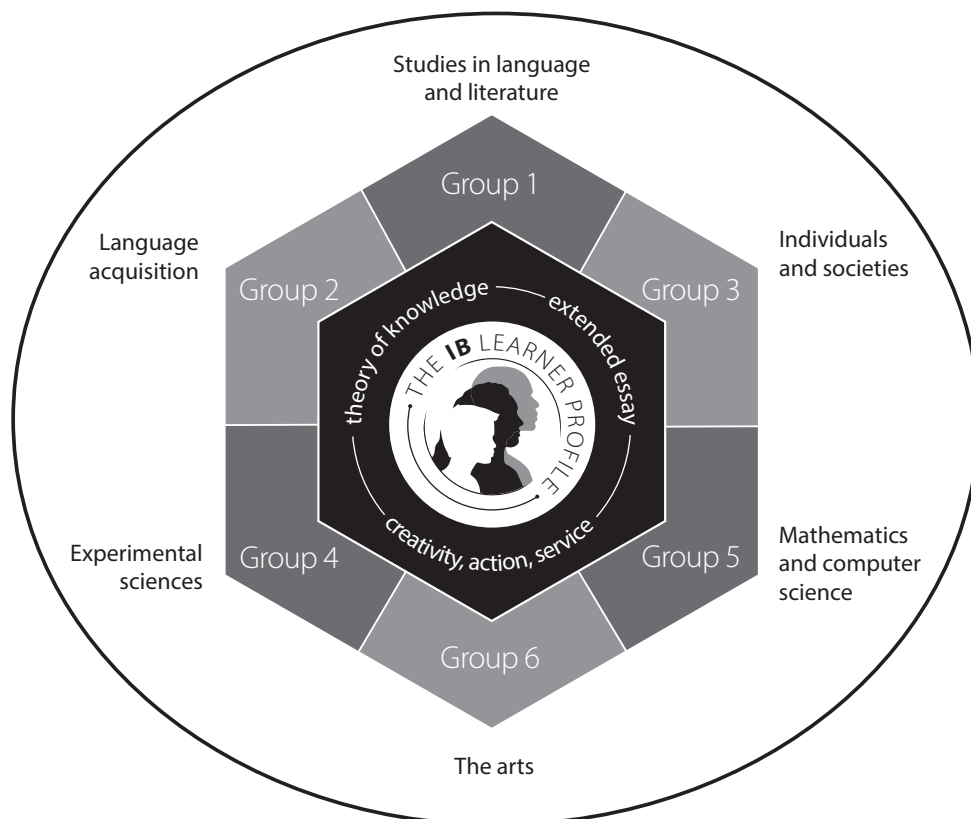 Studies in language
and literature
Group 1
Language
acquisition
Individuals
and societies
Group 2
Group 3
theory of knowledge
extended essay
THE IB LEARNER PROFILE
creativity, action, service
Experimental
sciences
Group 4
Group 5
Mathematics
and computer
science
Group 6
The arts